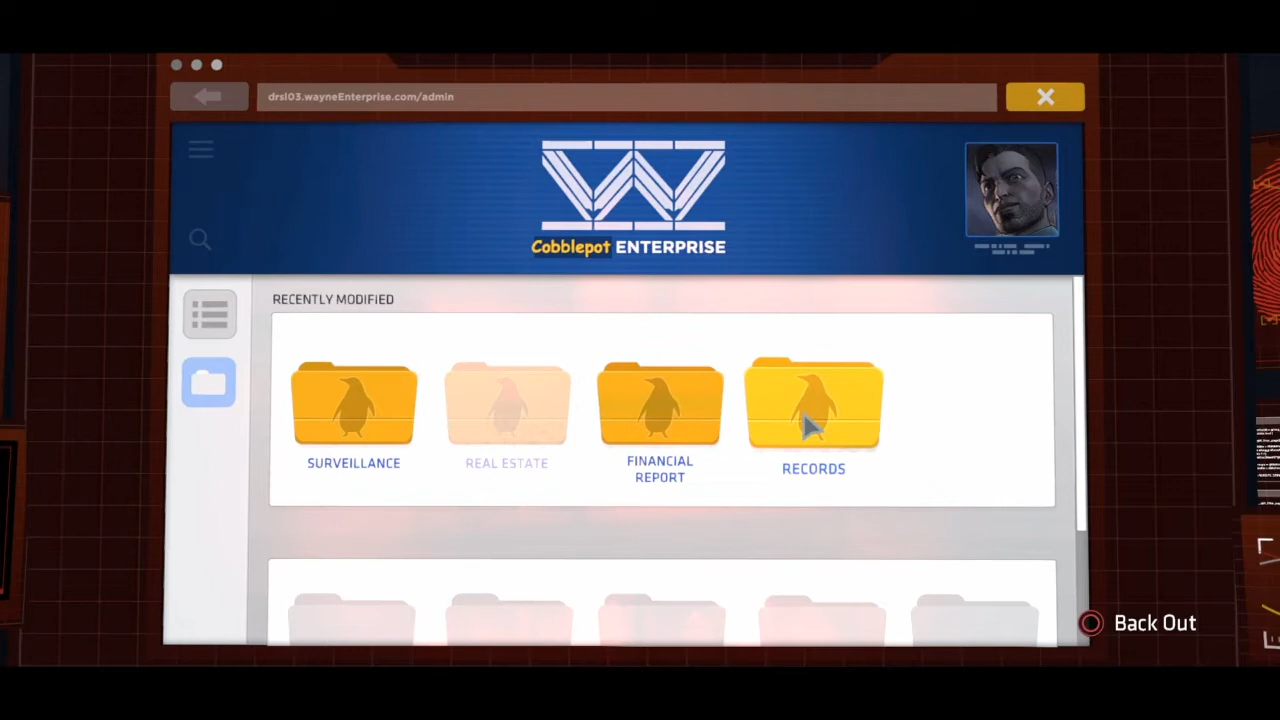 drsl03.wayneEnterprise.com/admin
W
Cobblepot ENTERPRISE
RECENTLY MODIFIED
SURVEILLANCE
REAL ESTATE
FINANCIAL
REPORT
RECORDS
Back Out